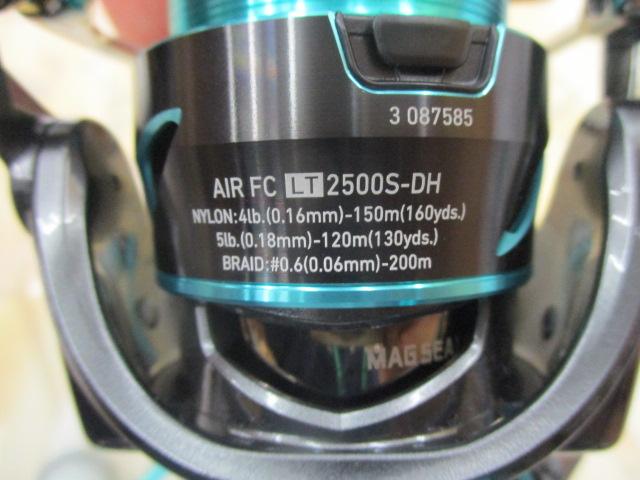 3 087585
AIR FC LT 2500S-DH
NYLON:4lb.(0.16mm)-150m(160yds.)
5lb.(0.18mm)-120m(130yds.)
BRAID:#0.6(0.06mm)-200m
MAGSEA